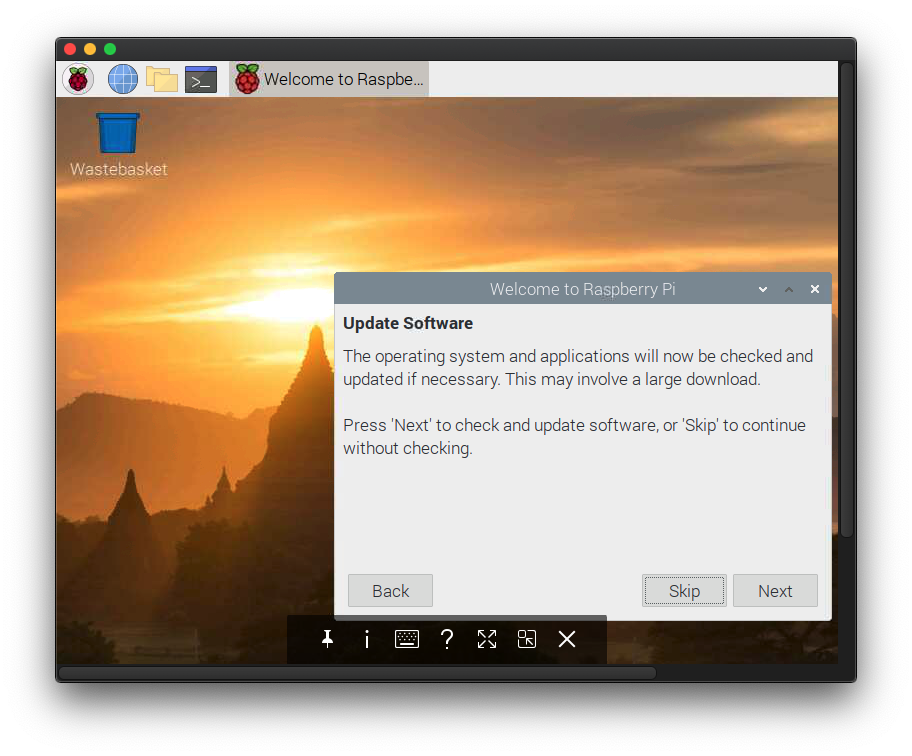 Welcome to Raspbe...
Wastebasket
Welcome to Raspberry Pi
Update Software
The operating system and applications will now be checked and
updated if necessary. This may involve a large download.
Press 'Next' to check and update software, or 'Skip' to continue
without checking.
Back
Skip
Next